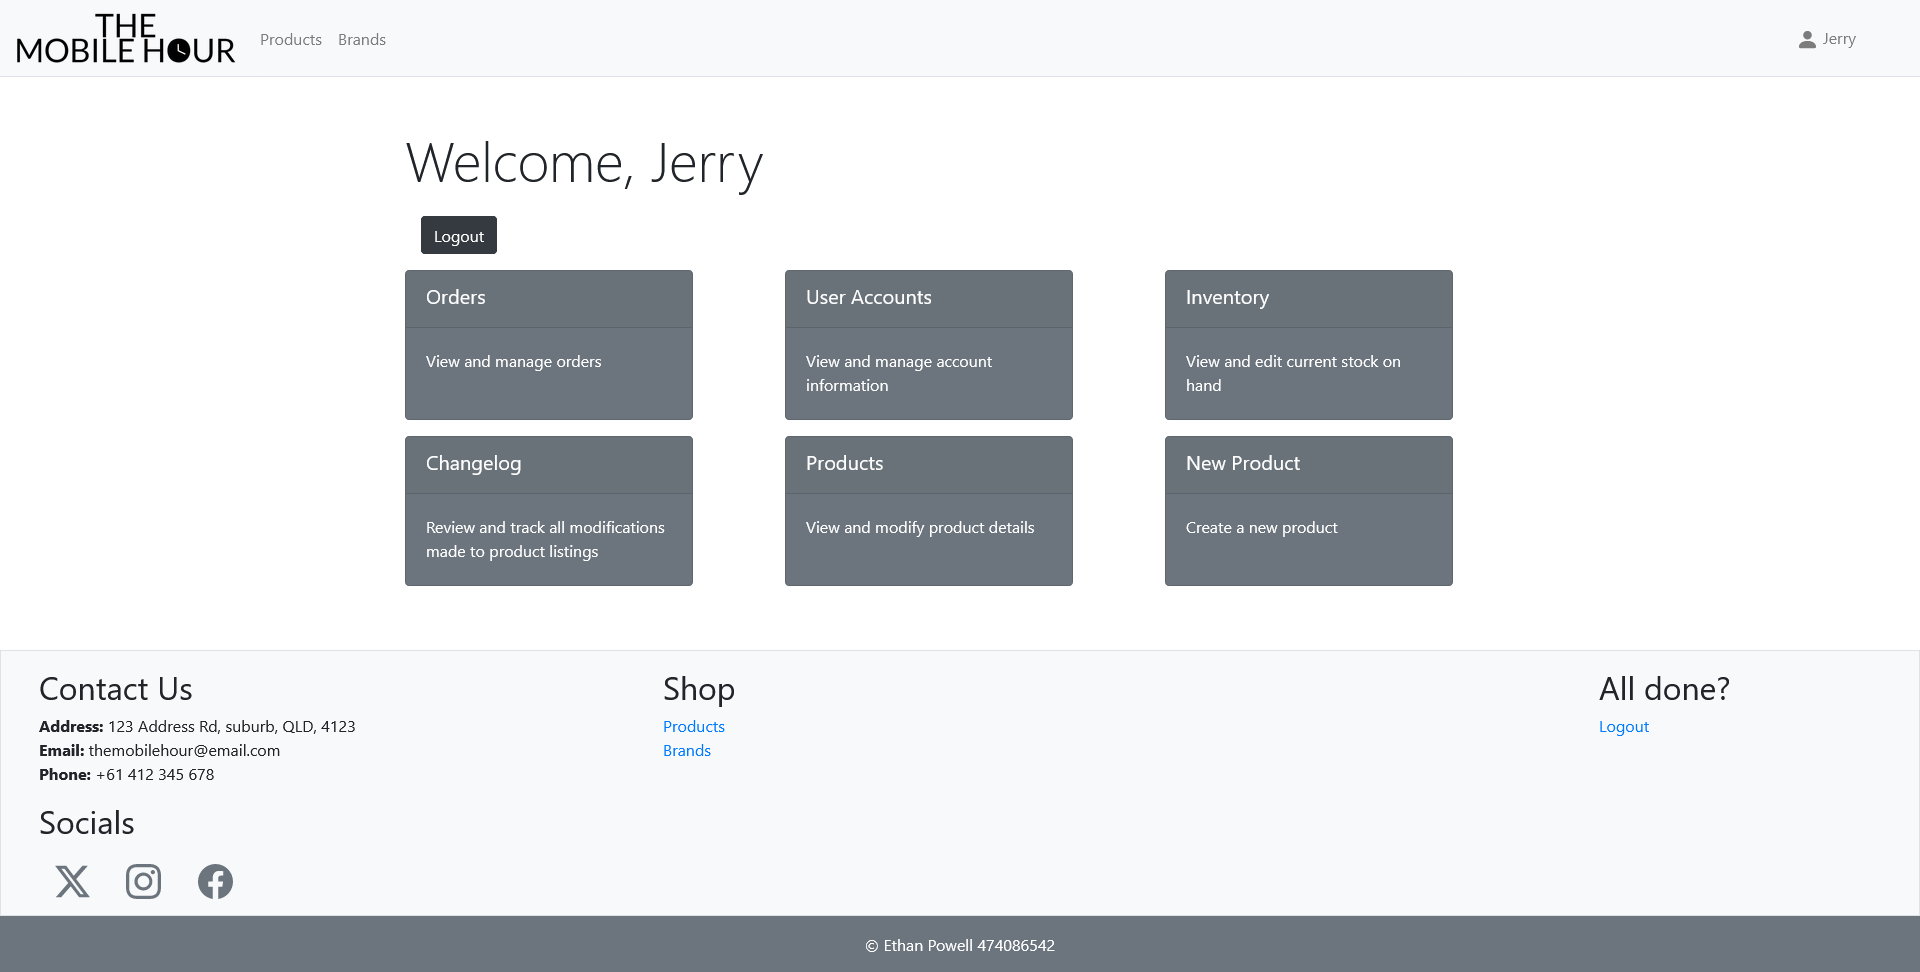 THE
MOBILE HOUR
Products Brands
Jerry
Welcome, Jerry
Logout
Orders
View and manage orders
User Accounts
View and manage account
information
Inventory
View and edit current stock on
hand
Changelog
Review and track all modifications
made to product listings
Products
View and modify product details
New Product
Create a new product
Contact Us
Address: 123 Address Rd, suburb, QLD, 4123
Email: themobilehour@email.com
Phone: +61 412 345 678
Socials
Shop
Products
Brands
All done?
Logout
© Ethan Powell 474086542